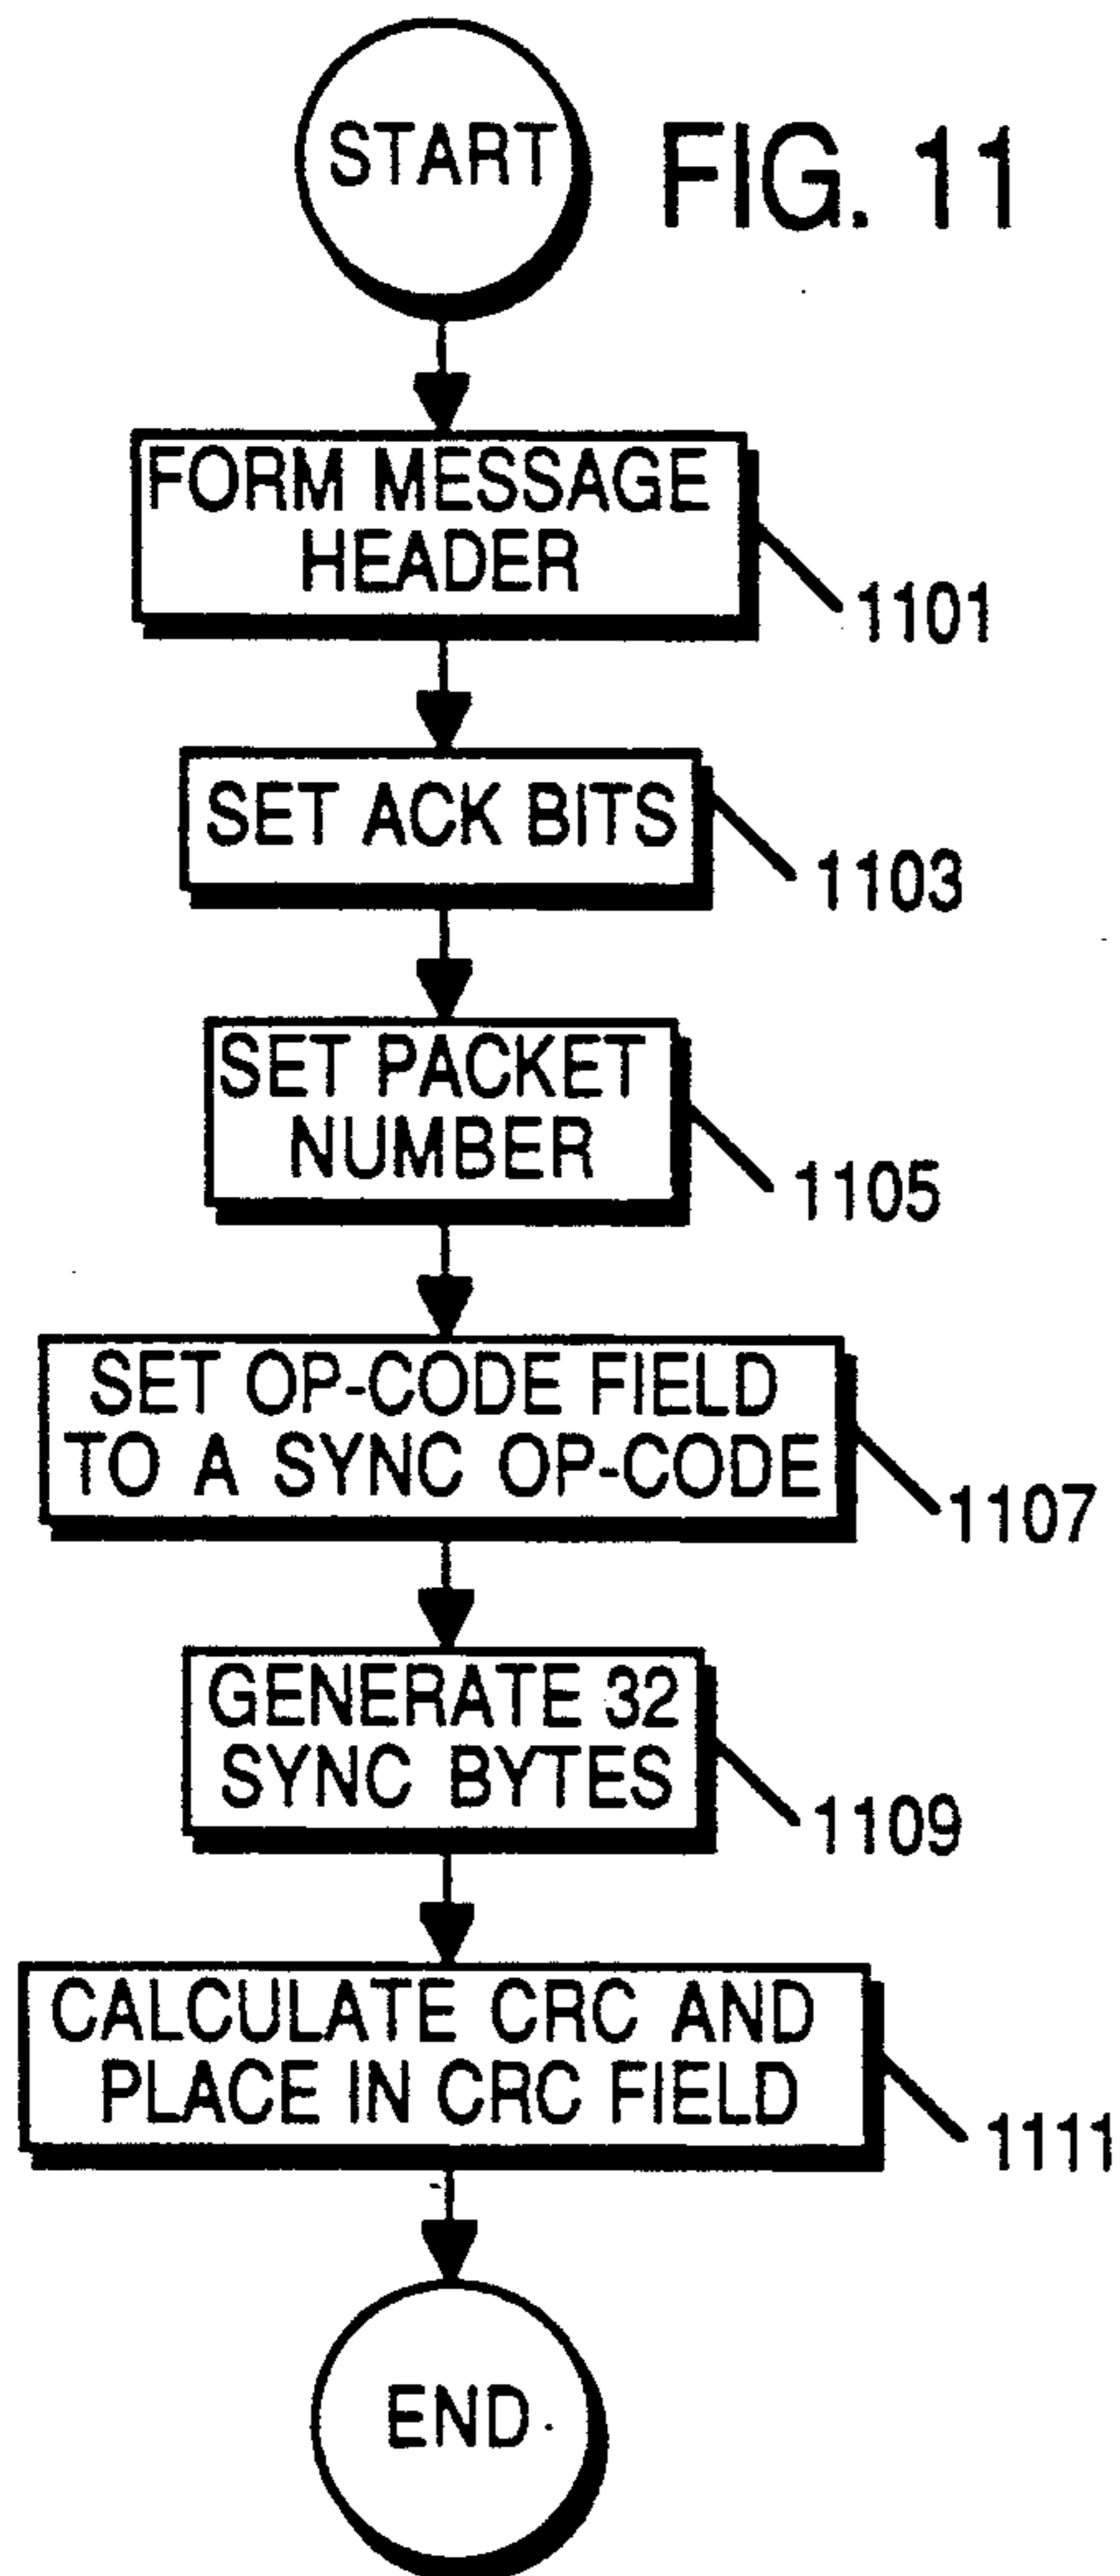 START
FIG. 11
FORM MESSAGE
HEADER
1101
SET ACK BITS
1103
SET PACKET
NUMBER
1105
SET OP-CODE FIELD
TO A SYNC OP-CODE
1107
GENERATE 32
SYNC BYTES
1109
CALCULATE CRC AND
PLACE IN CRC FIELD
1111
END